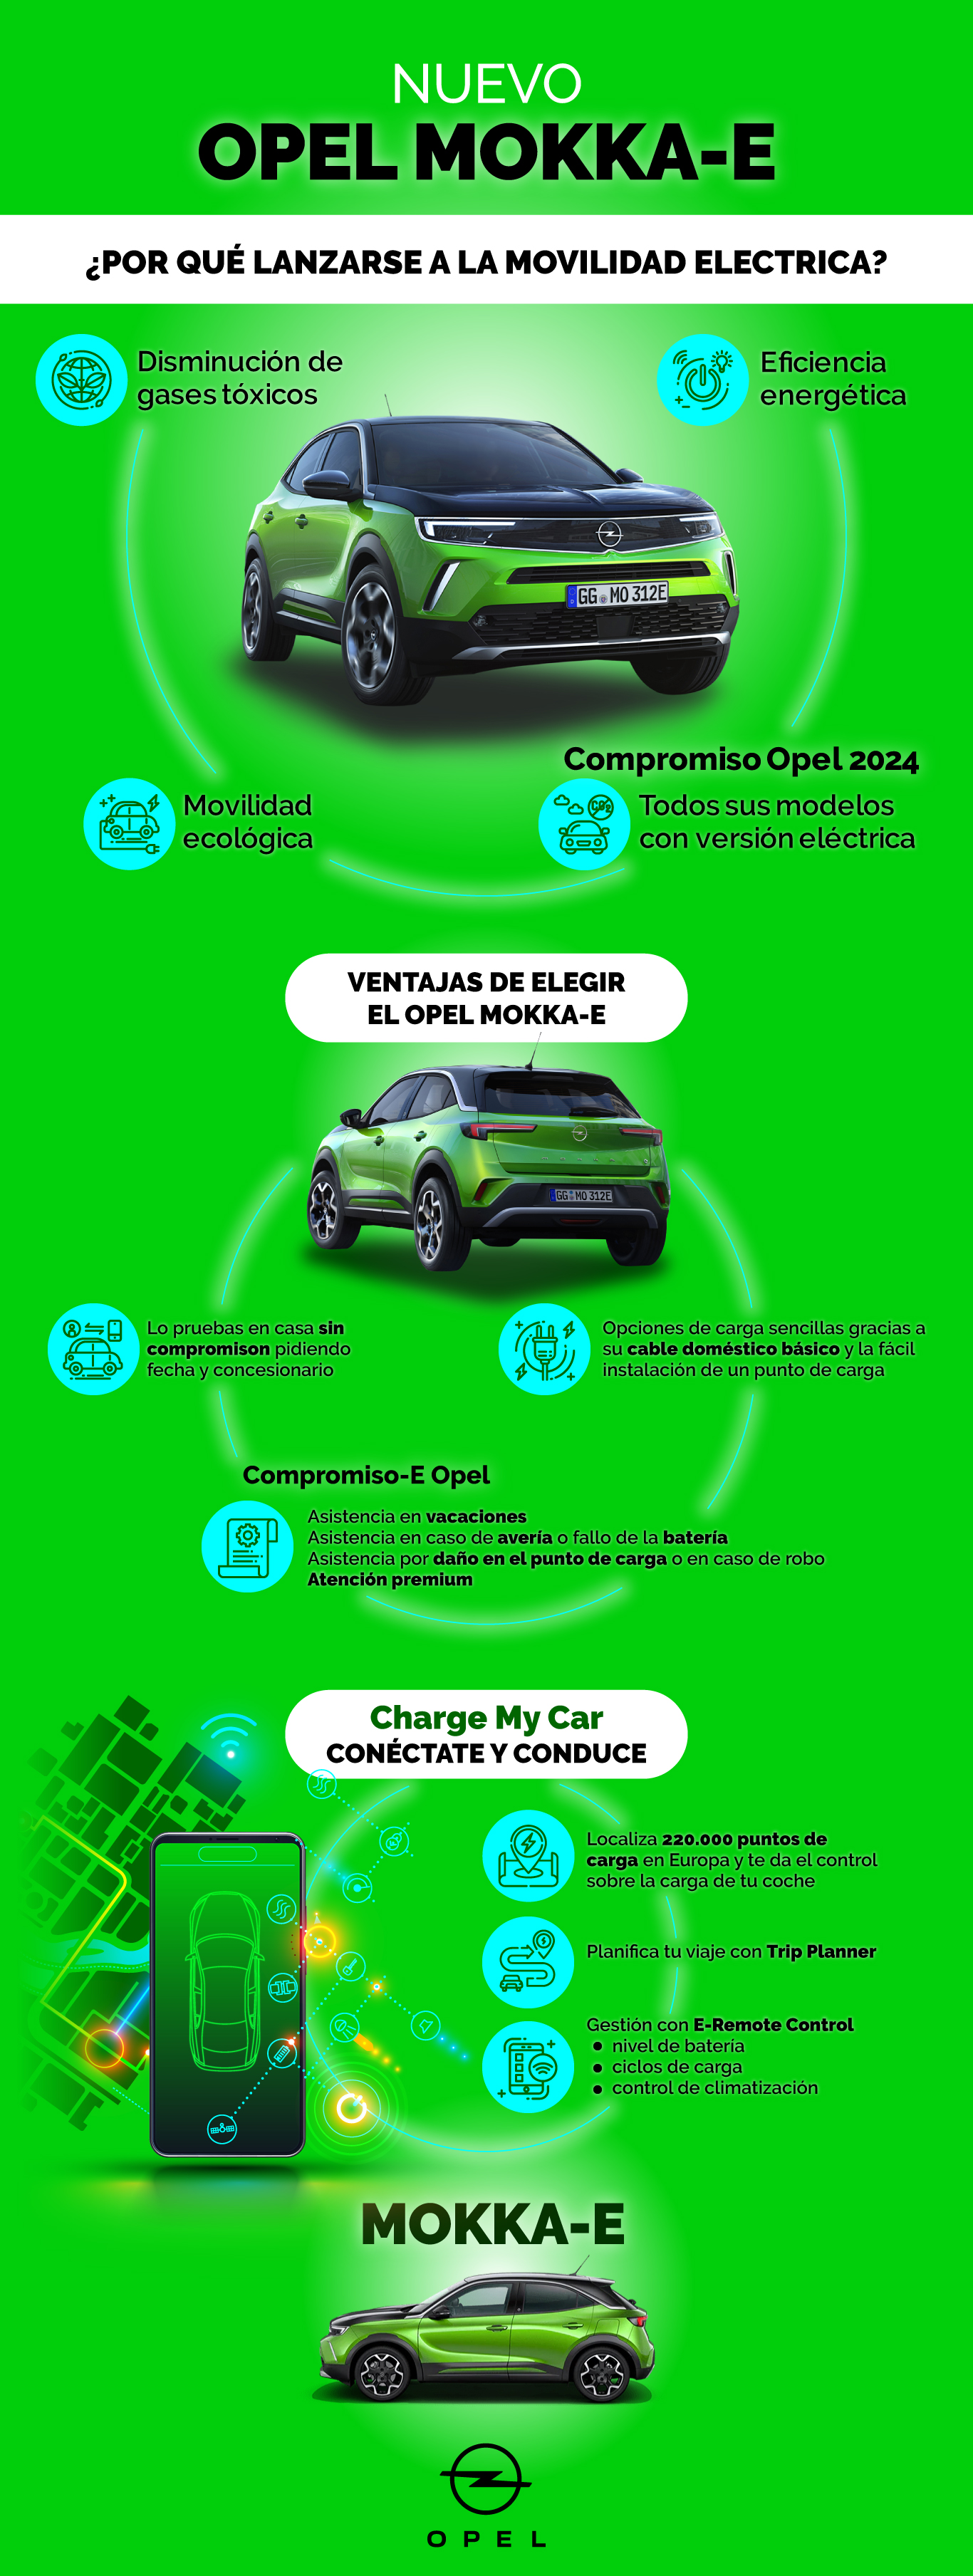 NUEVO
OPEL MOKKA-E
¿POR QUÉ LANZARSE A LA MOVILIDAD ELECTRICA?
Disminución de
gases tóxicos
Eficiencia
energética
GG MO 312E
Compromiso Opel 2024
Movilidad
ecológica
CO2
Todos sus modelos
con versión eléctrica
VENTAJAS DE ELEGIR
EL OPEL MOKKA-E
GG MO 312E
Lo pruebas en casa sin
compromison pidiendo
fecha y concesionario
Opciones de carga sencillas gracias a
su cable doméstico básico y la fácil
instalación de un punto de carga
Compromiso-E Opel
Asistencia en vacaciones
Asistencia en caso de avería o fallo de la batería
Asistencia por daño en el punto de carga o en caso de robo
Atención premium
Charge My Car
CONÉCTATE Y CONDUCE
Localiza 220.000 puntos de
carga en Europa y te da el control
sobre la carga de tu coche
Planifica tu viaje con Trip Planner
Gestión con E-Remote Control
● nivel de batería
● ciclos de carga
● control de climatización
MOKKA-E
OPEL